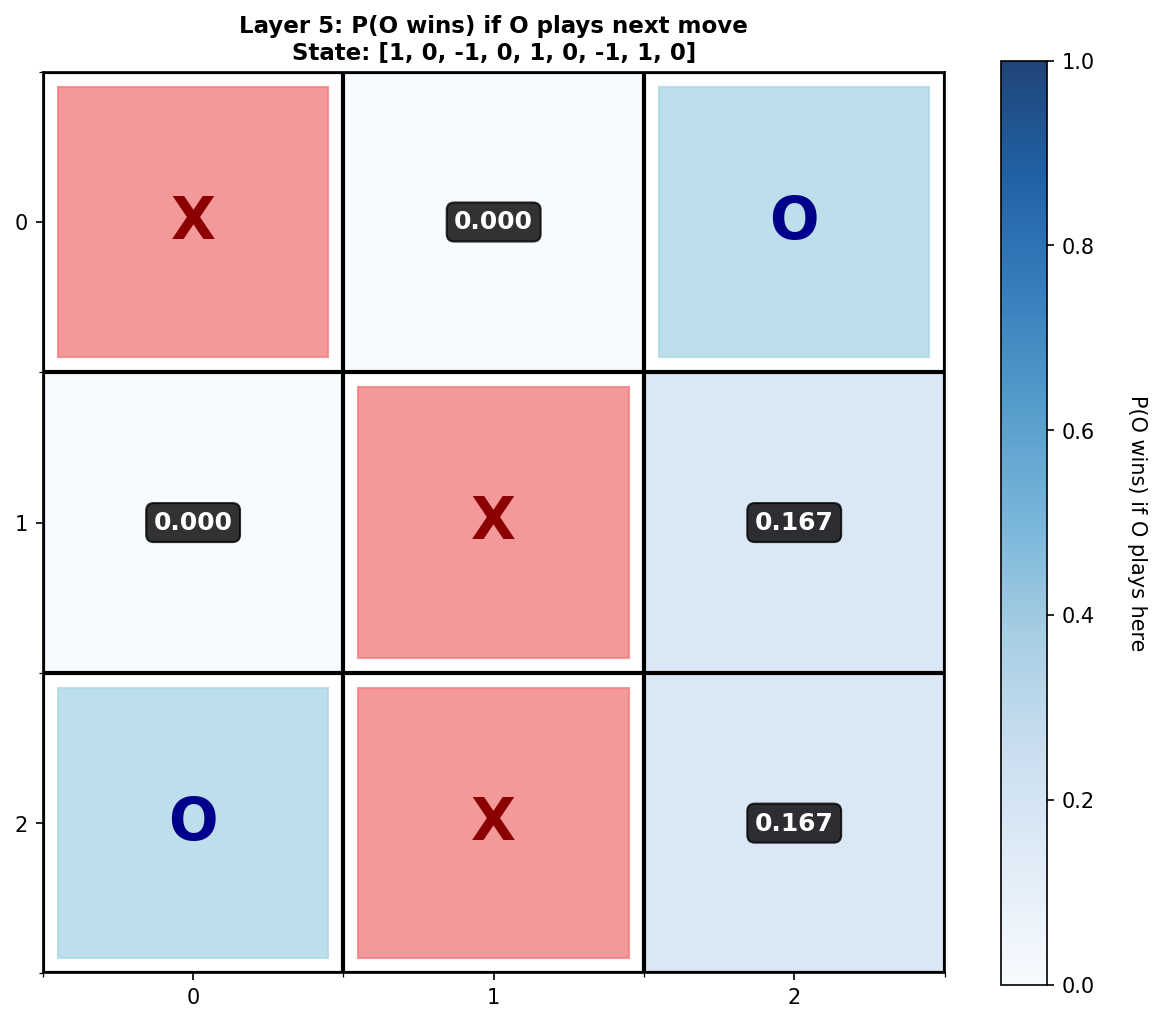 Layer 5: P(O wins) if O plays next move
State: [1, 0, -1, 0, 1, 0, -1, 1, 0]
X
0.000
O
0
0.000
X
0.167
1
O
X
0.167
2
0
1
2
1.0
0.8
0.6
0.4
0.2
0.0
P(O wins) if O plays here